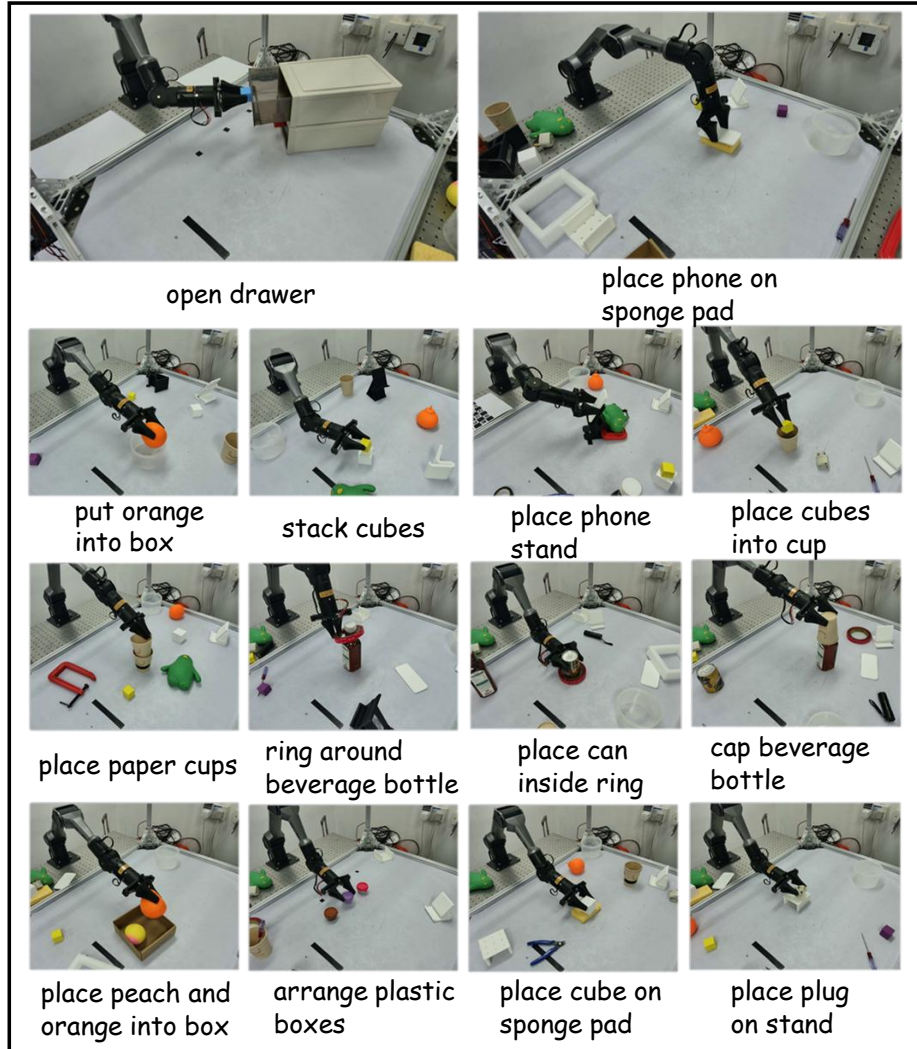 open drawer
place phone on
sponge pad
put orange
into box
stack cubes
place phone
stand
place cubes
into cup
place paper cups
ring around
beverage bottle
place can
inside ring
cap beverage
bottle
place peach and
orange into box
arrange plastic
boxes
place cube on
sponge pad
place plug
on stand